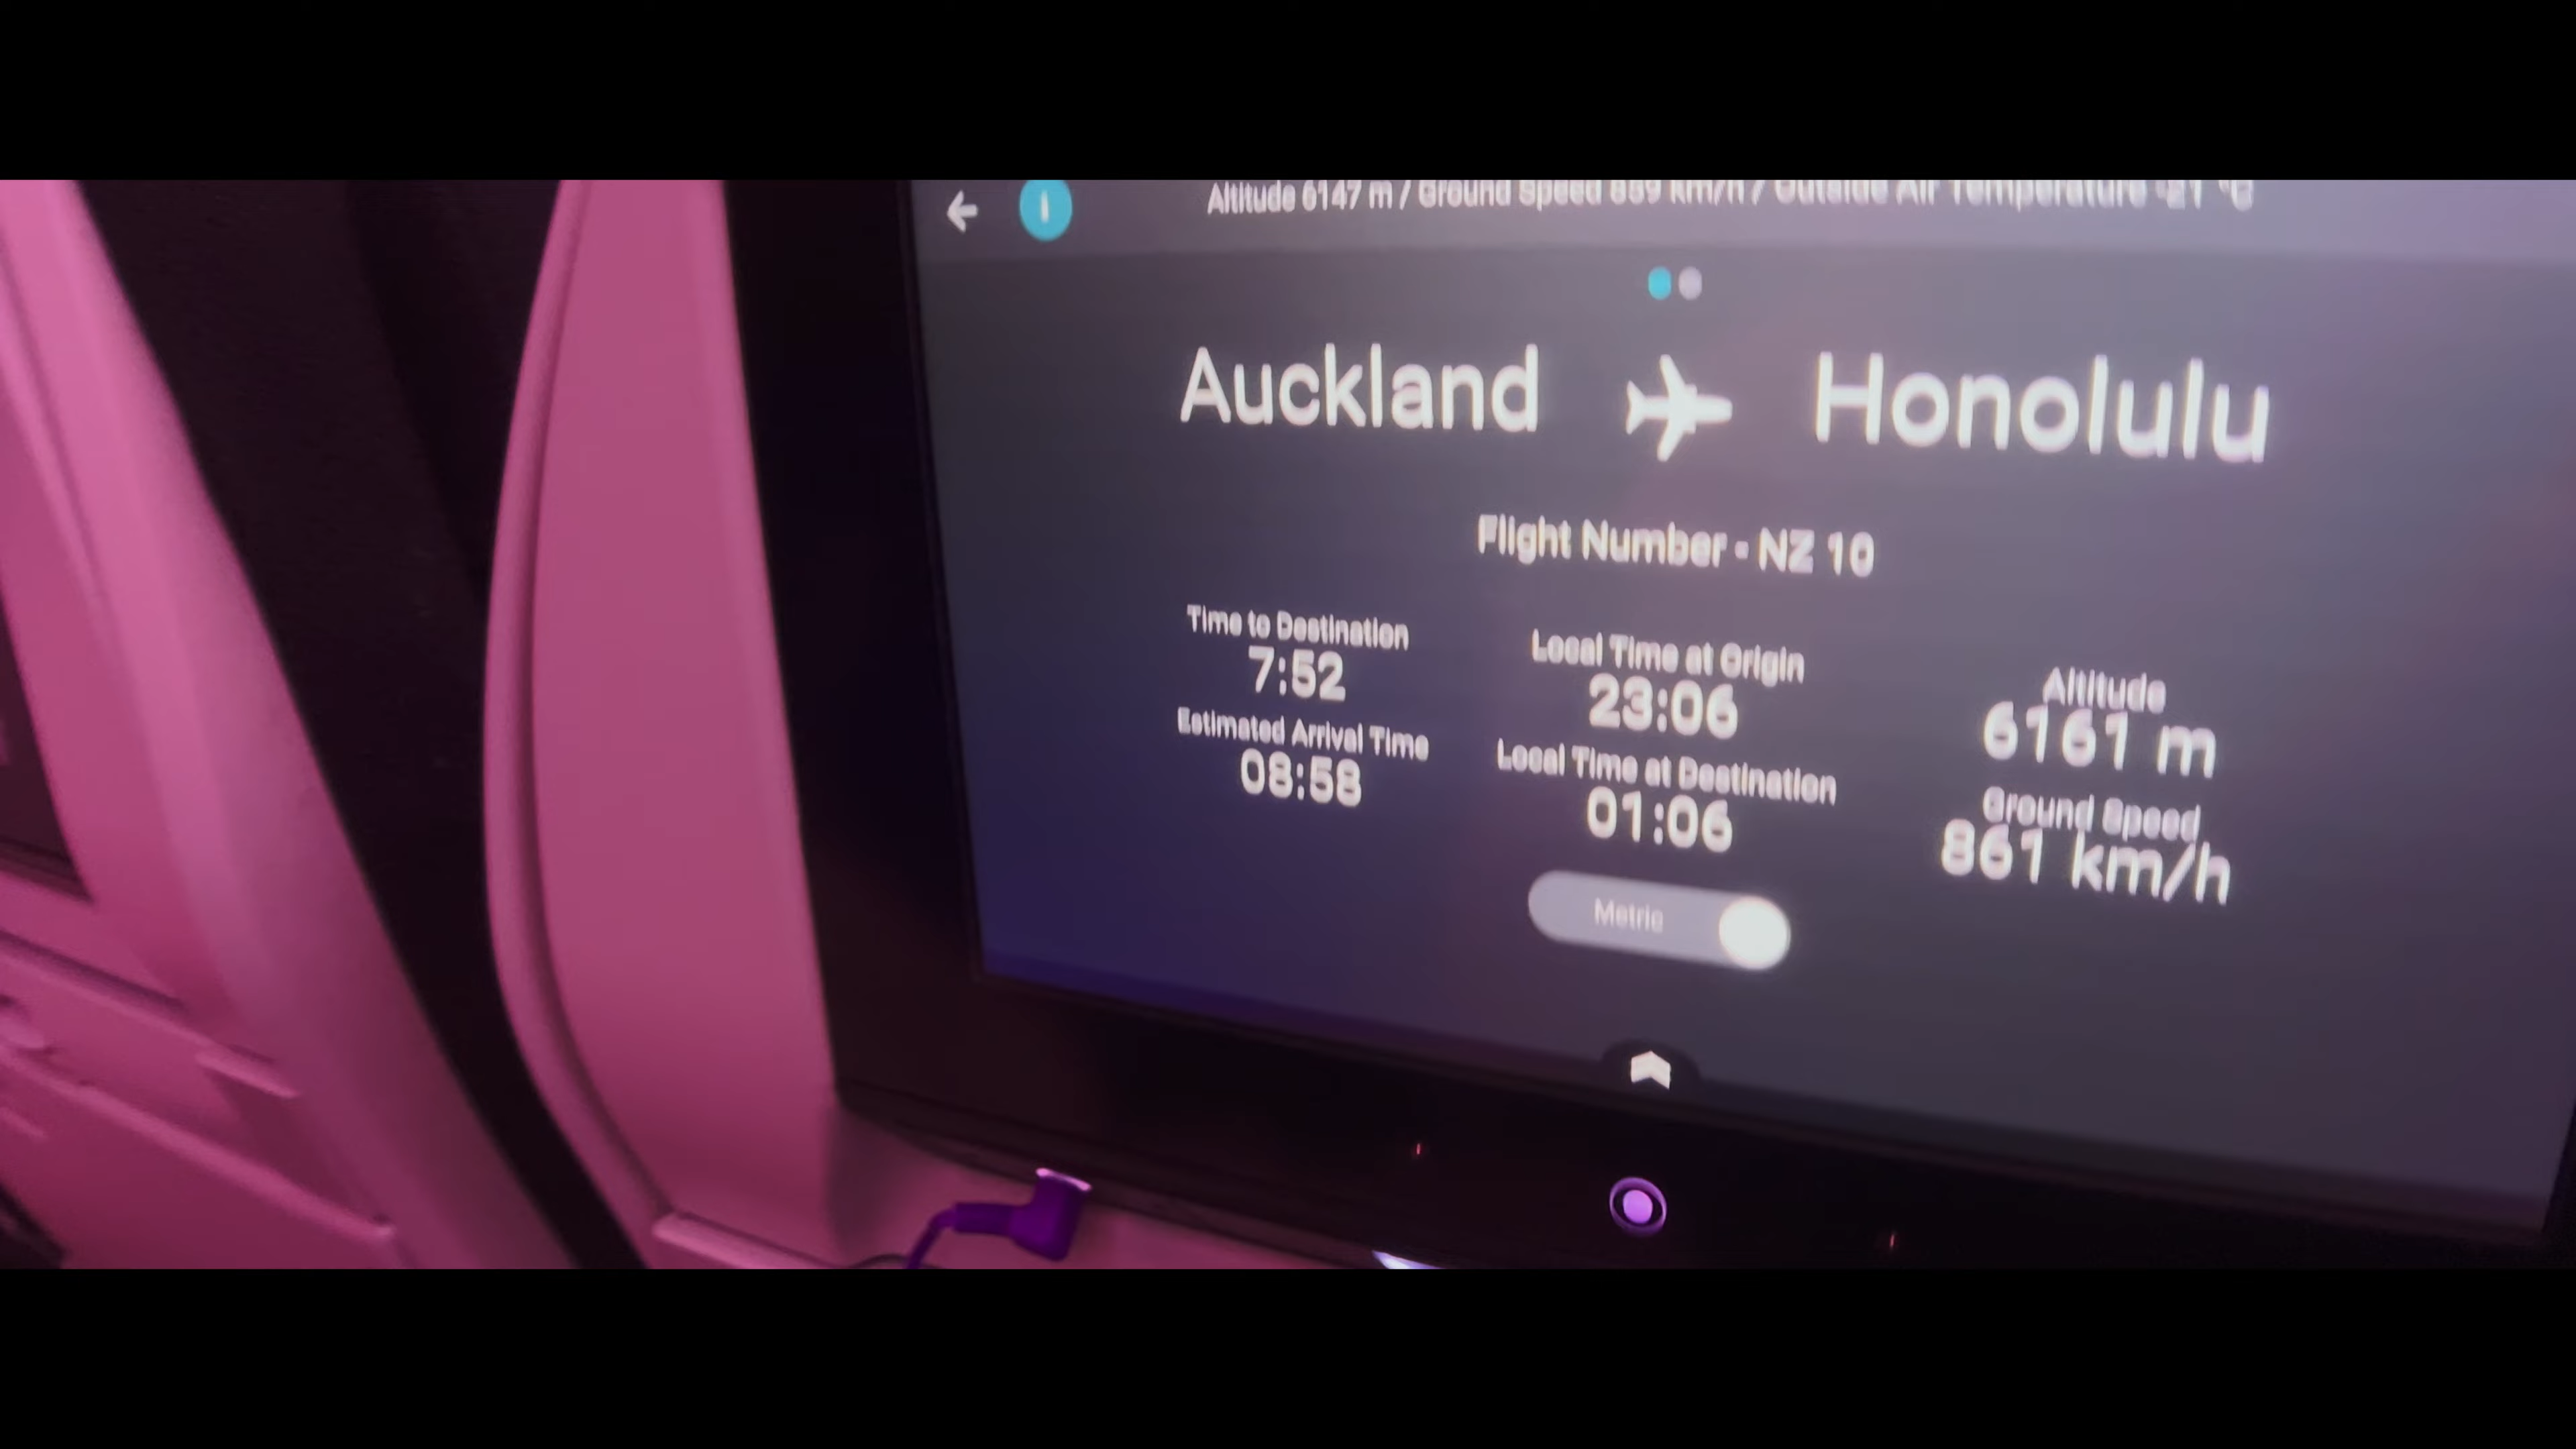 Altitude 6147 m / Ground Speed 859 km/h / Outside Air Temperature -21 °C
Auckland Honolulu
Flight Number - NZ 10
Time to Destination
7:52
Estimated Arrival Time
08:58
Local Time at Origin
23:06
Local Time at Destination
01:06
Altitude
6161 m
Ground Speed
861 km/h
Metric